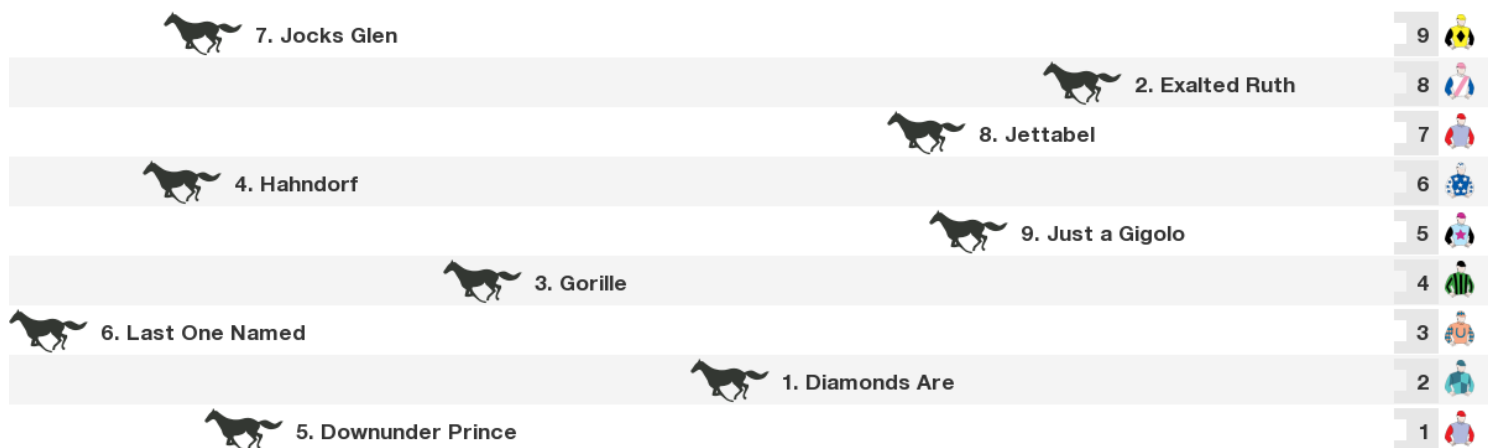 7. Jocks Glen 9
2. Exalted Ruth 8
8. Jettabel 7
4. Hahndorf 6
9. Just a Gigolo 5
3. Gorille 4
6. Last One Named 3
1. Diamonds Are 2
5. Downunder Prince 1